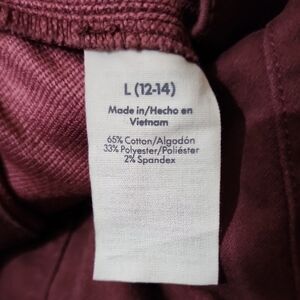 L (12-14)
Made in/Hecho en
Vietnam
65% Cotton/Algodón
33% Polyester/Poliéster
2% Spandex